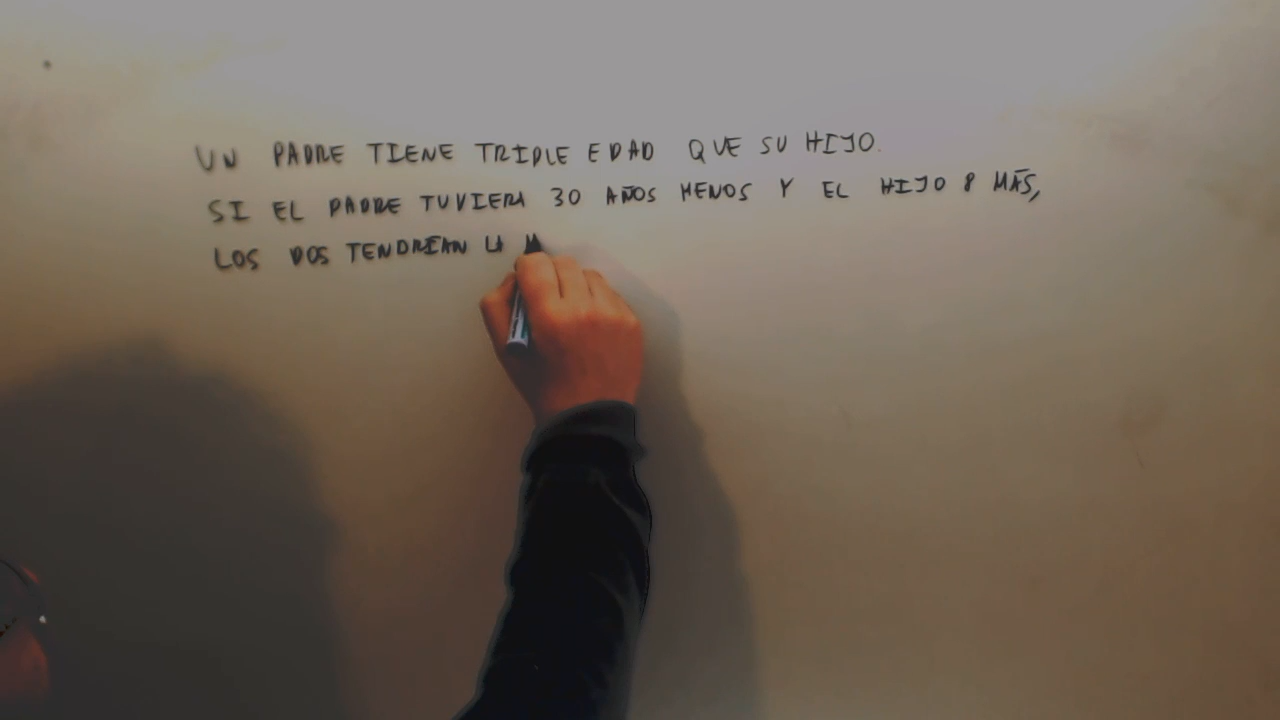 UN PADRE TIENE TRIPLE EDAD QUE SU HIJO.
SI EL PADRE TUVIERA 30 AÑOS MENOS Y EL HIJO 8 MÁS,
LOS DOS TENDRÍAN LA